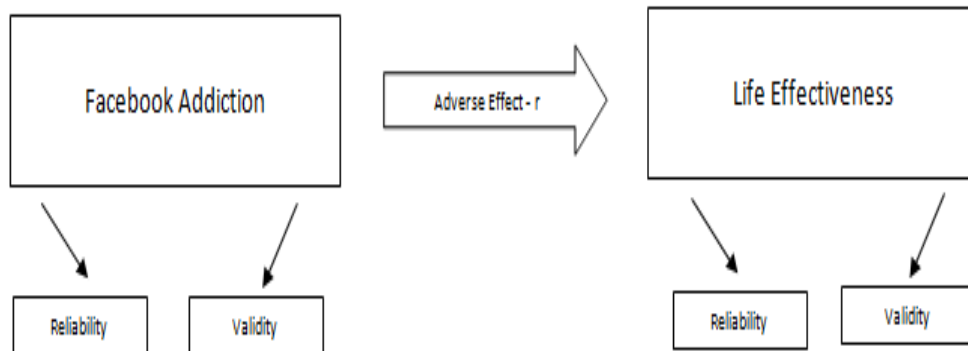 Facebook Addiction
Adverse Effect - r
Life Effectiveness
Reliability
Validity
Reliability
Validity